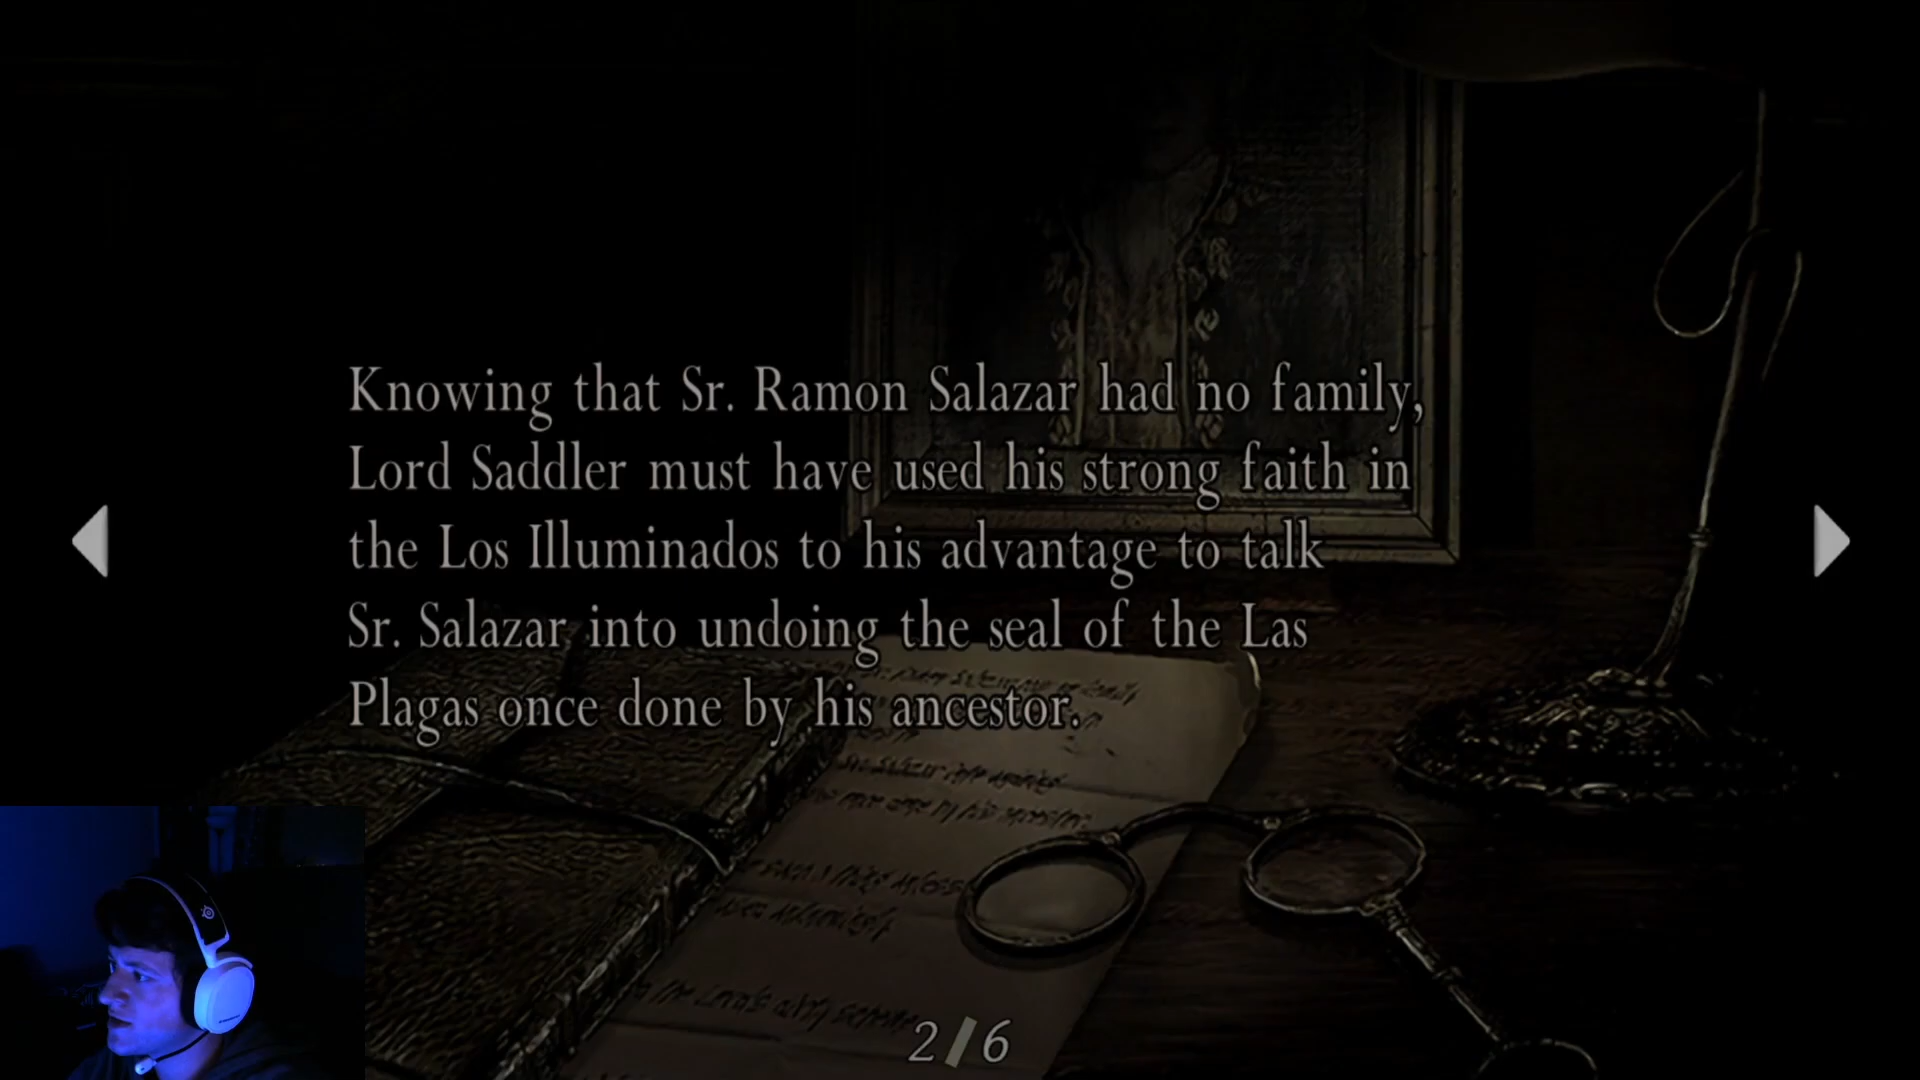 Knowing that Sr. Ramon Salazar had no family,
Lord Saddler must have used his strong faith in
the Los Illuminados to his advantage to talk
Sr. Salazar into undoing the seal of the Las
Plagas once done by his ancestor.
2/6